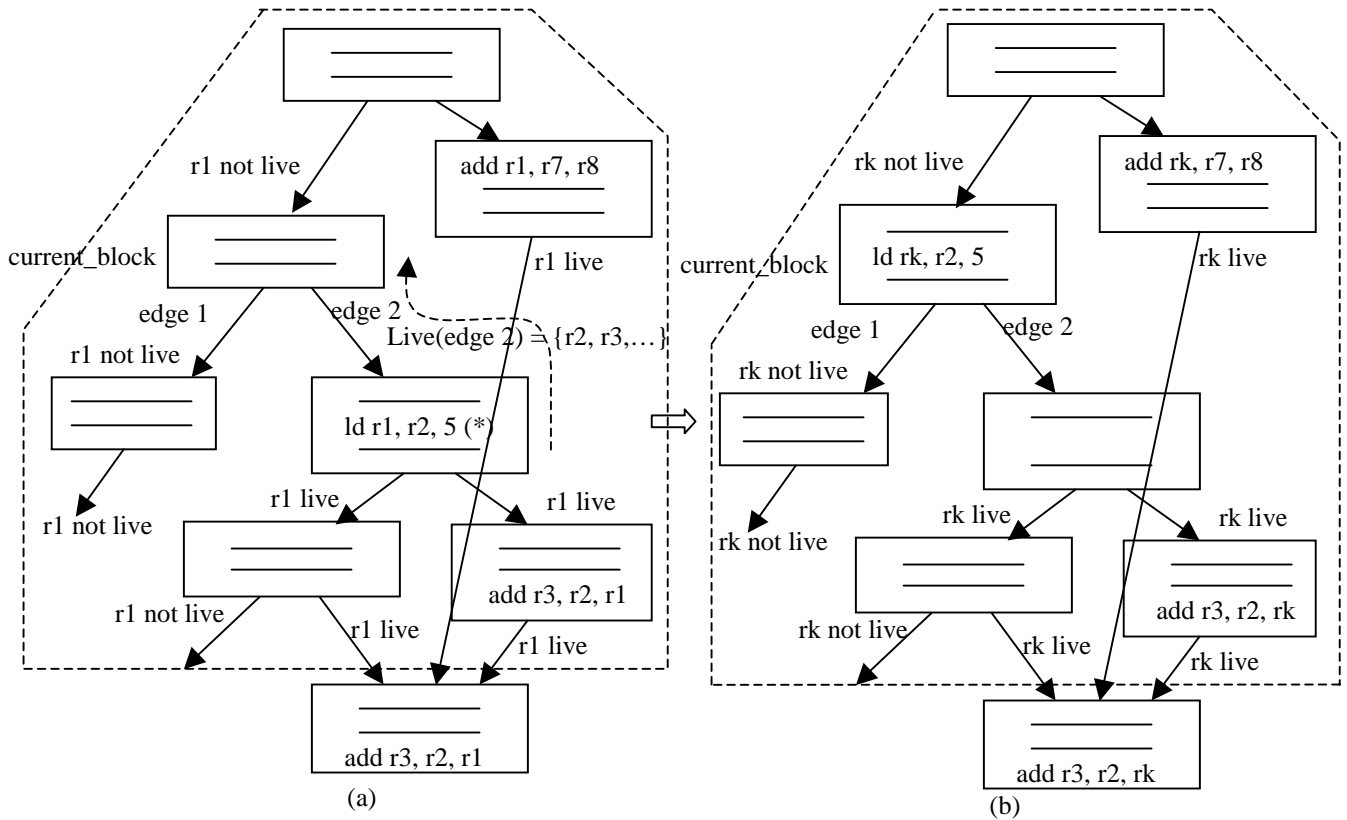 r1 not live
add r1, r7, r8
current_block
r1 live
edge 1
edge 2
Live(edge 2) = {r2, r3,…}
r1 not live
ld r1, r2, 5 (*)
r1 not live
r1 live
r1 live
r1 not live
r1 live
add r3, r2, r1
r1 live
add r3, r2, r1
(a)
rk not live
add rk, r7, r8
current_block
ld rk, r2, 5
rk live
edge 1
edge 2
rk not live
rk not live
rk live
rk live
rk not live
rk live
add r3, r2, rk
rk live
add r3, r2, rk
(b)